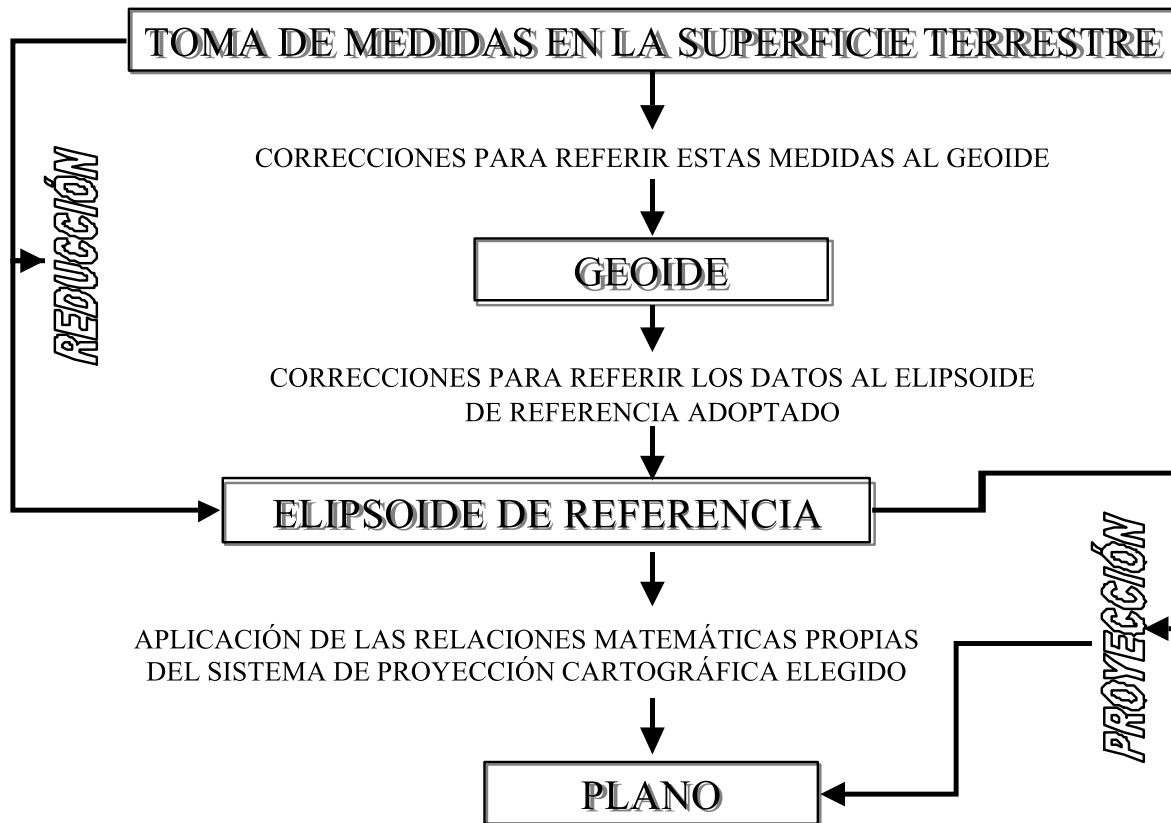 TOMA DE MEDIDAS EN LA SUPERFICIE TERRESTRE
CORRECCIONES PARA REFERIR ESTAS MEDIDAS AL GEOIDE
REDUCCIÓN
GEOIDE
CORRECCIONES PARA REFERIR LOS DATOS AL ELIPSOIDE
DE REFERENCIA ADOPTADO
ELIPSOIDE DE REFERENCIA
APLICACIÓN DE LAS RELACIONES MATEMÁTICAS PROPIAS
DEL SISTEMA DE PROYECCIÓN CARTOGRÁFICA ELEGIDO
PROYECCIÓN
PLANO